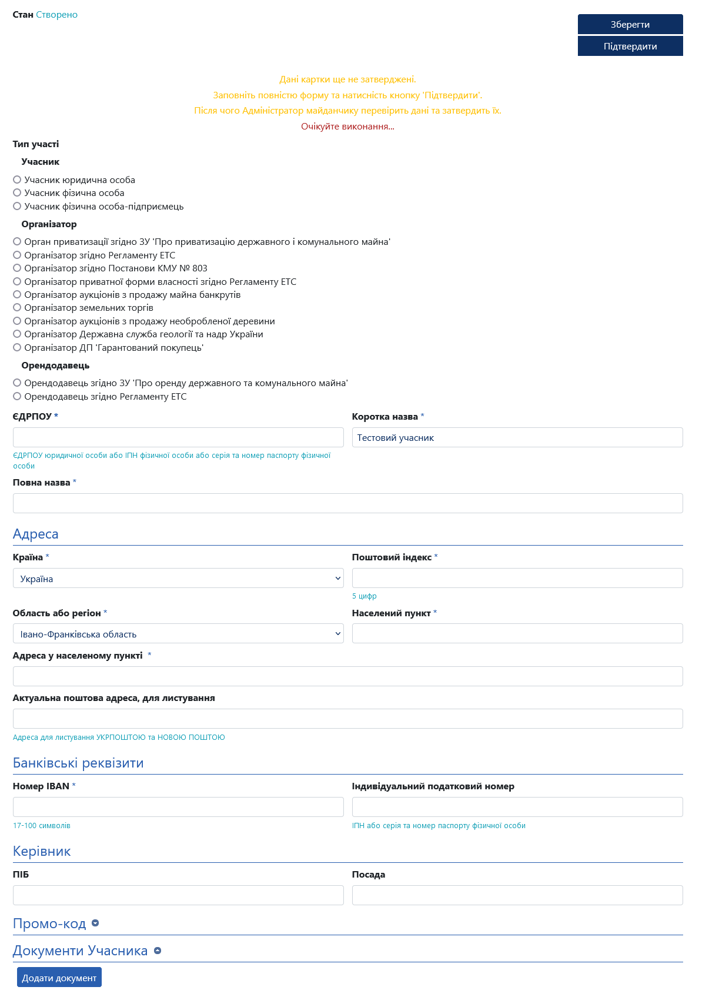 Стан Створено
Зберегти
Підтвердити
Дані картки ще не затверджені.
Заповніть повністю форму та натисність кнопку 'Підтвердити'.
Після чого Адміністратор майданчику перевірить дані та затвердить їх.
Очікуйте виконання...
Тип участі
Учасник
Учасник юридична особа
Учасник фізична особа
Учасник фізична особа-підприємець
Організатор
Орган приватизації згідно ЗУ 'Про приватизацію державного і комунального майна'
Організатор згідно Регламенту ЕТС
Організатор згідно Постанови КМУ № 803
Організатор приватної форми власності згідно Регламенту ЕТС
Організатор аукціонів з продажу майна банкрутів
Організатор земельних торгів
Організатор аукціонів з продажу необробленої деревини
Організатор Державна служба геології та надр України
Організатор ДП 'Гарантований покупець'
Орендодавець
Орендодавець згідно ЗУ 'Про оренду державного та комунального майна'
Орендодавець згідно Регламенту ЕТС
ЄДРПОУ *
Коротка назва *
Тестовий учасник
ЄДРПОУ юридичної особи або ІПН фізичної особи або серія та номер паспорту фізичної
особи
Повна назва *
Адреса
Країна *
Поштовий індекс *
Україна
5 цифр
Область або регіон *
Населений пункт *
Івано-Франківська область
Адреса у населеному пункті *
Актуальна поштова адреса, для листування
Адреса для листування УКРПОШТОЮ та НОВОЮ ПОШТОЮ
Банківські реквізити
Номер IBAN *
Індивідуальний податковий номер
17-100 символів
ІПН або серія та номер паспорту фізичної особи
Керівник
ПІБ
Посада
Промо-код
Документи Учасника
Додати документ